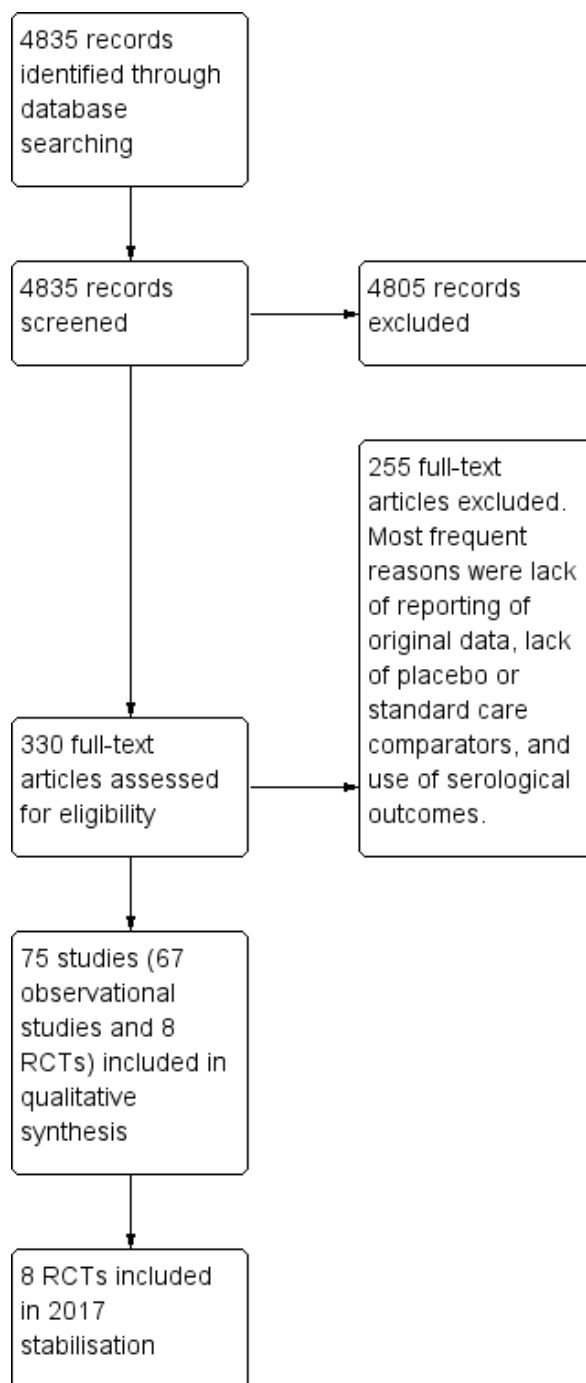 4835 records
identified through
database
searching
4835 records
screened
4805 records
excluded
255 full-text
articles excluded.
Most frequent
reasons were lack
of reporting of
original data, lack
of placebo or
standard care
comparators, and
use of serological
outcomes.
330 full-text
articles assessed
for eligibility
75 studies (67
observational
studies and 8
RCTs) included in
qualitative
synthesis
8 RCTs included
in 2017
stabilisation